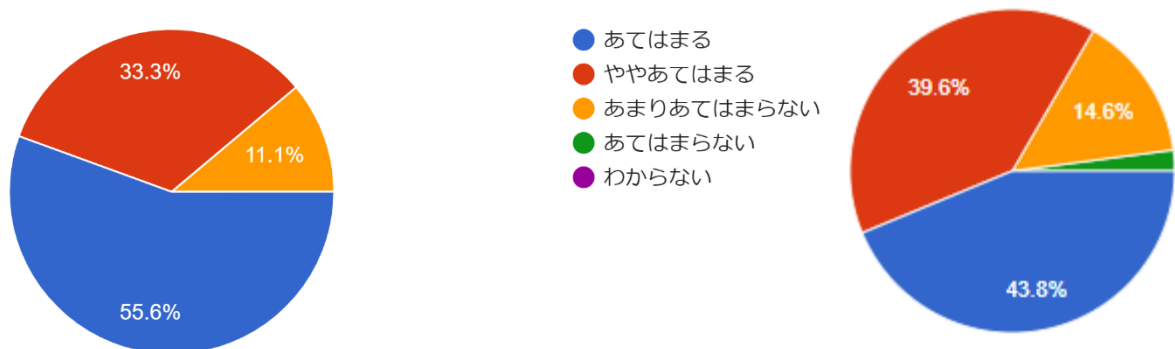 33.3%
11.1%
55.6%
あてはまる
ややあてはまる
あまりあてはまらない
あてはまらない
わからない
39.6%
14.6%
43.8%